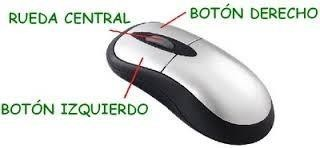 RUEDA CENTRAL
BOTÓN DERECHO
BOTÓN IZQUIERDO